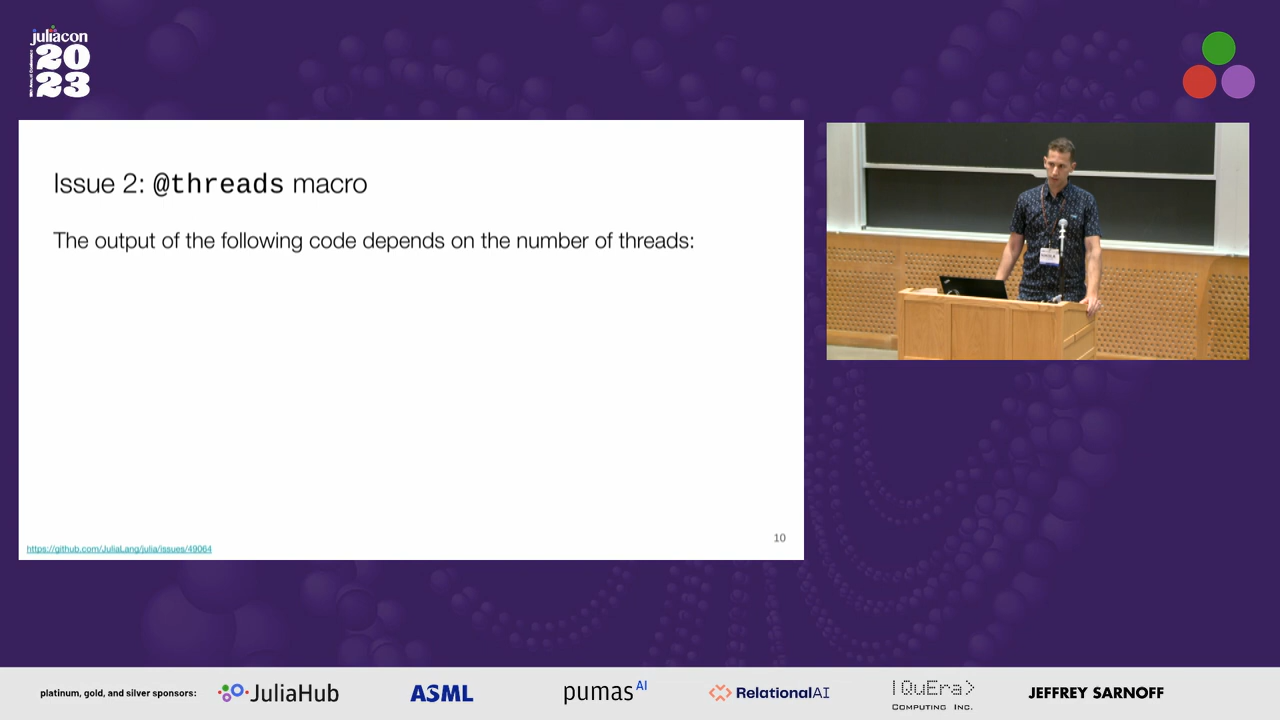 juliacon
20
23
Issue 2: @threads macro
The output of the following code depends on the number of threads:
10
https://github.com/JuliaLang/julia/issues/49064
platinum, gold, and silver sponsors:
JuliaHub
ASML
pumas AI
RelationalAI
|QuEra>
COMPUTING INC.
JEFFREY SARNOFF